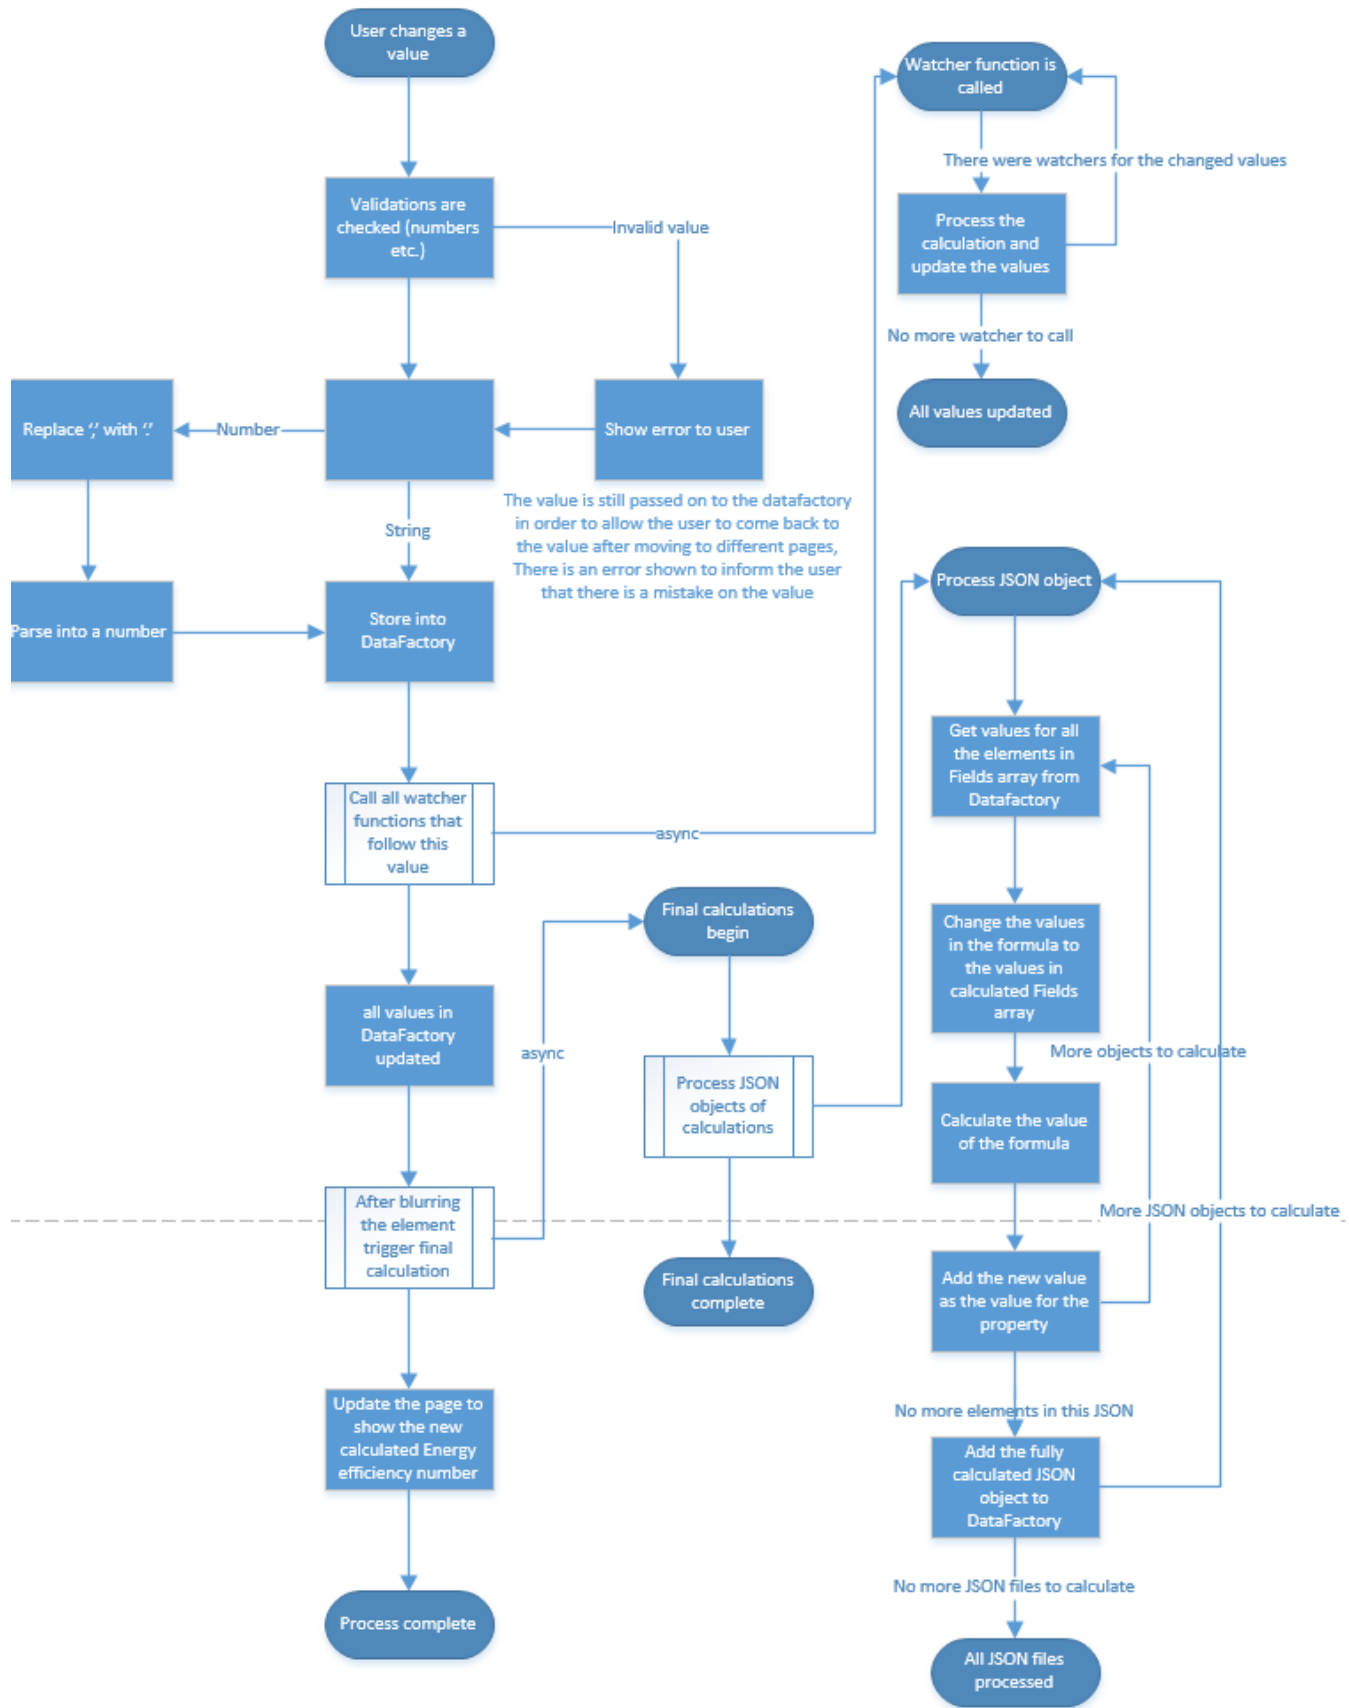 User changes a
value
Validations are
checked (numbers
etc.)
Invalid value
Replace ‘,’ with ‘.’
Number
Show error to user
String
The value is still passed on to the datafactory
in order to allow the user to come back to
the value after moving to different pages,
There is an error shown to inform the user
that there is a mistake on the value
Parse into a number
Store into
DataFactory
Call all watcher
functions that
follow this
value
async
all values in
DataFactory
updated
async
After blurring
the element
trigger final
calculation
Update the page to
show the new
calculated Energy
efficiency number
Process complete
Final calculations
begin
Process JSON
objects of
calculations
Final calculations
complete
Watcher function is
called
There were watchers for the changed values
Process the
calculation and
update the values
No more watcher to call
All values updated
Process JSON object
Get values for all
the elements in
Fields array from
Datafactory
Change the values
in the formula to
the values in
calculated Fields
array
More objects to calculate
Calculate the value
of the formula
More JSON objects to calculate
Add the new value
as the value for the
property
No more elements in this JSON
Add the fully
calculated JSON
object to
DataFactory
No more JSON files to calculate
All JSON files
processed